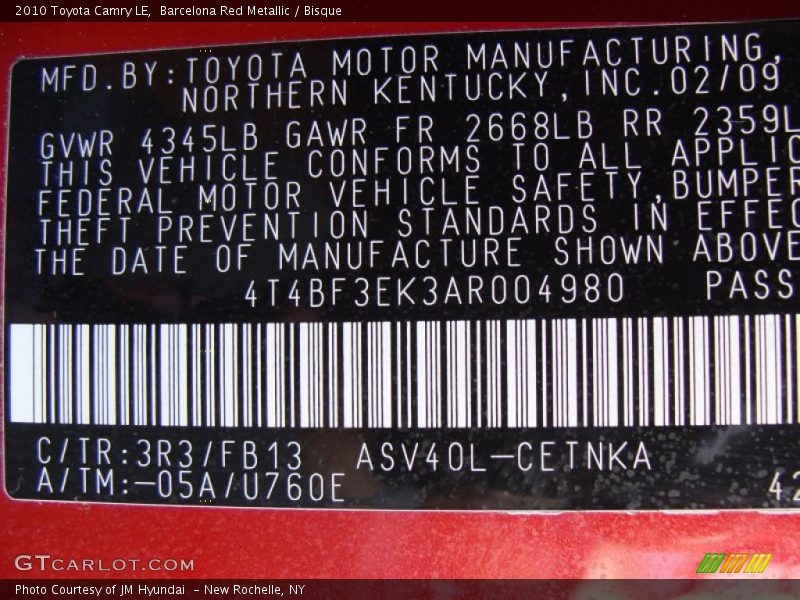 2010 Toyota Camry LE,  Barcelona Red Metallic / Bisque
MFD.BY:TOYOTA MOTOR MANUFACTURING,
NORTHERN KENTUCKY,INC.02/09
GVWR 4345LB GAWR FR 2668LB RR 2359L
THIS VEHICLE CONFORMS TO ALL APPLIC
FEDERAL MOTOR VEHICLE SAFETY,BUMPER
THEFT PREVENTION STANDARDS IN EFFEC
THE DATE OF MANUFACTURE SHOWN ABOVE
4T4BF3EK3AR004980 PASS
C/TR:3R3/FB13 ASV40L-CETNKA
A/TM:-05A/U760E 42
GTCARLOT.COM
Photo Courtesy of JM Hyundai  - New Rochelle, NY